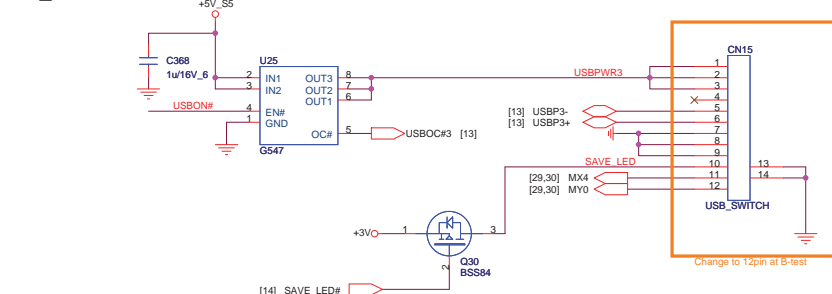 +5V_S5
C368
1u/16V_6
U25
2 IN1 OUT3 8
3 IN2 OUT2 7
OUT1 6
USBON# 4 EN#
1 GND
OC# 5 USBOC#3 [13]
G547
USBPWR3
CN15
1
2
3
4
[13] USBP3- 5
[13] USBP3+ 6
7
8
9
SAVE_LED 10 13
[29,30] MX4 11 14
[29,30] MY0 12
USB_SWITCH
+3V 1 3
2
Q30
BSS84
[14] SAVE_LED#
Change to 12pin at B-test